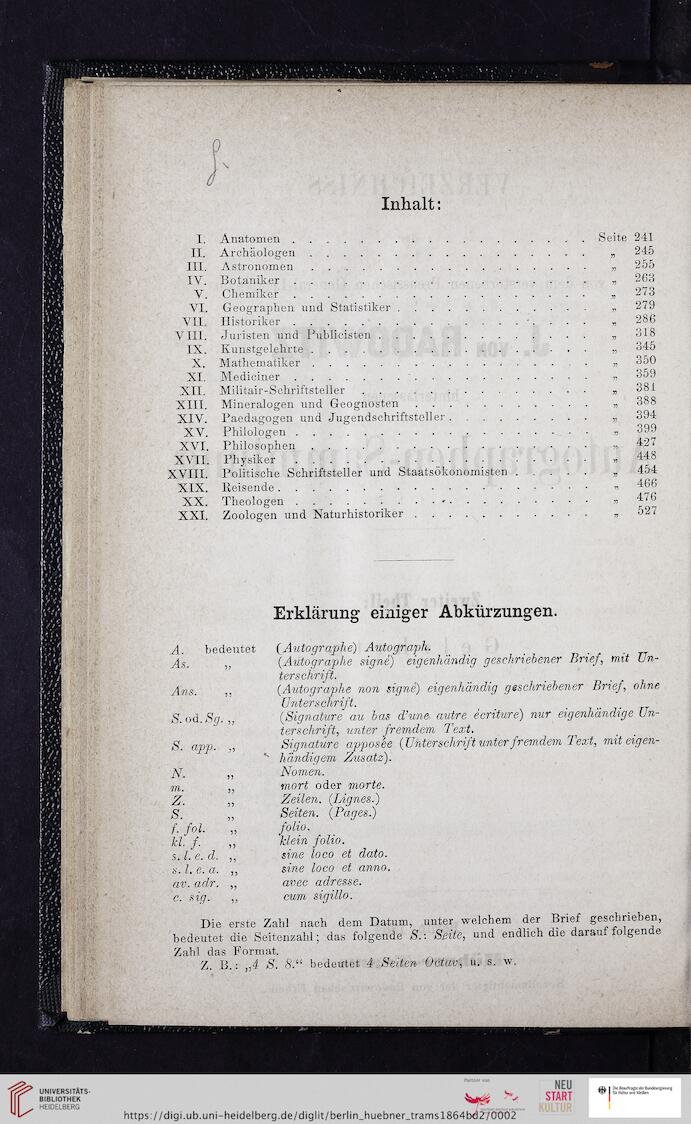 Inhalt:
I. Anatomen . . . . . . . . . . . . . . . . . . Seite 241
II. Archäologen . . . . . . . . . . . . . . . . . „ 245
III. Astronomen . . . . . . . . . . . . . . . . . „ 255
IV. Botaniker . . . . . . . . . . . . . . . . . . „ 263
V. Chemiker . . . . . . . . . . . . . . . . . . „ 273
VI. Geographen und Statistiker . . . . . . . . . . . „ 279
VII. Historiker . . . . . . . . . . . . . . . . . . „ 286
VIII. Juristen und Publicisten . . . . . . . . . . . . „ 318
IX. Kunstgelehrte . . . . . . . . . . . . . . . . . „ 345
X. Mathematiker . . . . . . . . . . . . . . . . . „ 350
XI. Mediciner . . . . . . . . . . . . . . . . . . „ 359
XII. Militair-Schriftsteller . . . . . . . . . . . . . „ 381
XIII. Mineralogen und Geognosten . . . . . . . . . . „ 388
XIV. Paedagogen und Jugendschriftsteller . . . . . . . . „ 394
XV. Philologen . . . . . . . . . . . . . . . . . . „ 399
XVI. Philosophen . . . . . . . . . . . . . . . . . „ 427
XVII. Physiker . . . . . . . . . . . . . . . . . . „ 448
XVIII. Politische Schriftsteller und Staatsökonomisten . . . . . „ 454
XIX. Reisende . . . . . . . . . . . . . . . . . . „ 466
XX. Theologen . . . . . . . . . . . . . . . . . . „ 476
XXI. Zoologen und Naturhistoriker . . . . . . . . . . . „ 527
Erklärung einiger Abkürzungen.
A. bedeutet (Autographe) Autograph.
As. „ (Autographe signé) eigenhändig geschriebener Brief, mit Un-
terschrift.
Ans. „ (Autographe non signé) eigenhändig geschriebener Brief, ohne
Unterschrift.
S. od. Sg. „ (Signature au bas d'une autre écriture) nur eigenhändige Un-
terschrift, unter fremdem Text.
S. app. „ Signature apposée (Unterschrift unter fremdem Text, mit eigen-
händigem Zusatz).
N. „ Nomen.
m. „ mort oder morte.
Z. „ Zeilen. (Lignes.)
S. „ Seiten. (Pages.)
f. fol. „ folio.
kl. f. „ klein folio.
s. l. e. d. „ sine loco et dato.
s. l. e. a. „ sine loco et anno.
av. adr. „ avec adresse.
c. sig. „ cum sigillo.
Die erste Zahl nach dem Datum, unter welchem der Brief geschrieben,
bedeutet die Seitenzahl; das folgende S.: Seite, und endlich die darauf folgende
Zahl das Format.
Z. B.: „4 S. 8.“ bedeutet 4 Seiten Octav, u. s. w.
UNIVERSITÄTS-
BIBLIOTHEK
HEIDELBERG
https://digi.ub.uni-heidelberg.de/diglit/berlin_huebner_trams1864bd2/0002
Partner von
NEU
START
KULTUR
Die Beauftragte der Bundesregierung
für Kultur und Medien